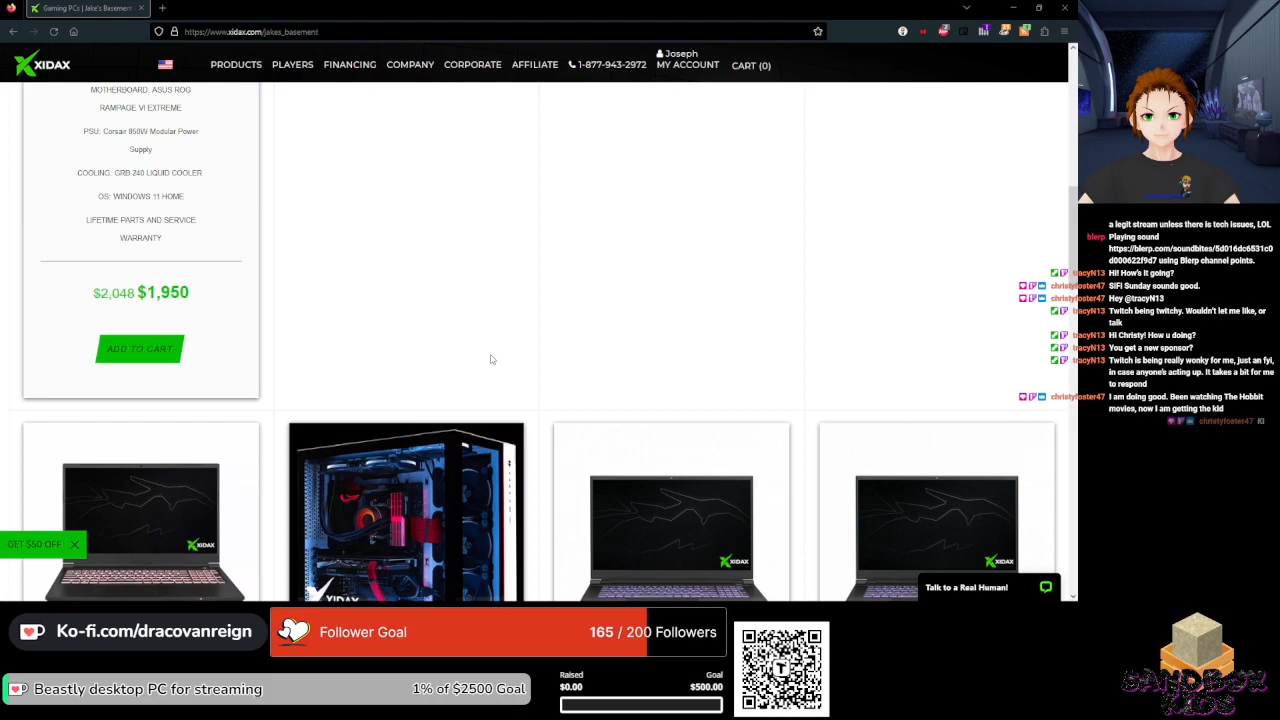 Gaming PCs | Jake's Basement
https://www.xidax.com/jakes_basement
XIDAX
PRODUCTS
PLAYERS
FINANCING
COMPANY
CORPORATE
AFFILIATE
1-877-943-2972
Joseph
MY ACCOUNT
CART (0)
MOTHERBOARD: ASUS ROG
RAMPAGE VI EXTREME
PSU: Corsair 850W Modular Power
Supply
COOLING: GRB 240 LIQUID COOLER
OS: WINDOWS 11 HOME
LIFETIME PARTS AND SERVICE
WARRANTY
$2,048 $1,950
ADD TO CART
XIDAX
XIDAX
XIDAX
XIDAX
GET $50 OFF
Talk to a Real Human!
a legit stream unless there is tech issues, LOL
blerp Playing sound
https://blerp.com/soundbites/5d016dc6531c0
d000622f9d7 using Blerp channel points.
tracyN13 Hi! How's it going?
christyfoster47 SiFi Sunday sounds good.
christyfoster47 Hey @tracyN13
tracyN13 Twitch being twitchy. Wouldn't let me like, or
talk
tracyN13 Hi Christy! How u doing?
tracyN13 You get a new sponsor?
tracyN13 Twitch is being really wonky for me, just an fyi,
in case anyone's acting up. It takes a bit for me
to respond
christyfoster47 I am doing good. Been watching The Hobbit
movies, now I am getting the kid
christyfoster47 Ki
Ko-fi.com/dracovanreign
Follower Goal
165 / 200 Followers
Beastly desktop PC for streaming
1% of $2500 Goal
Raised
Goal
$0.00
$500.00
T
SANDBOX
KIDS